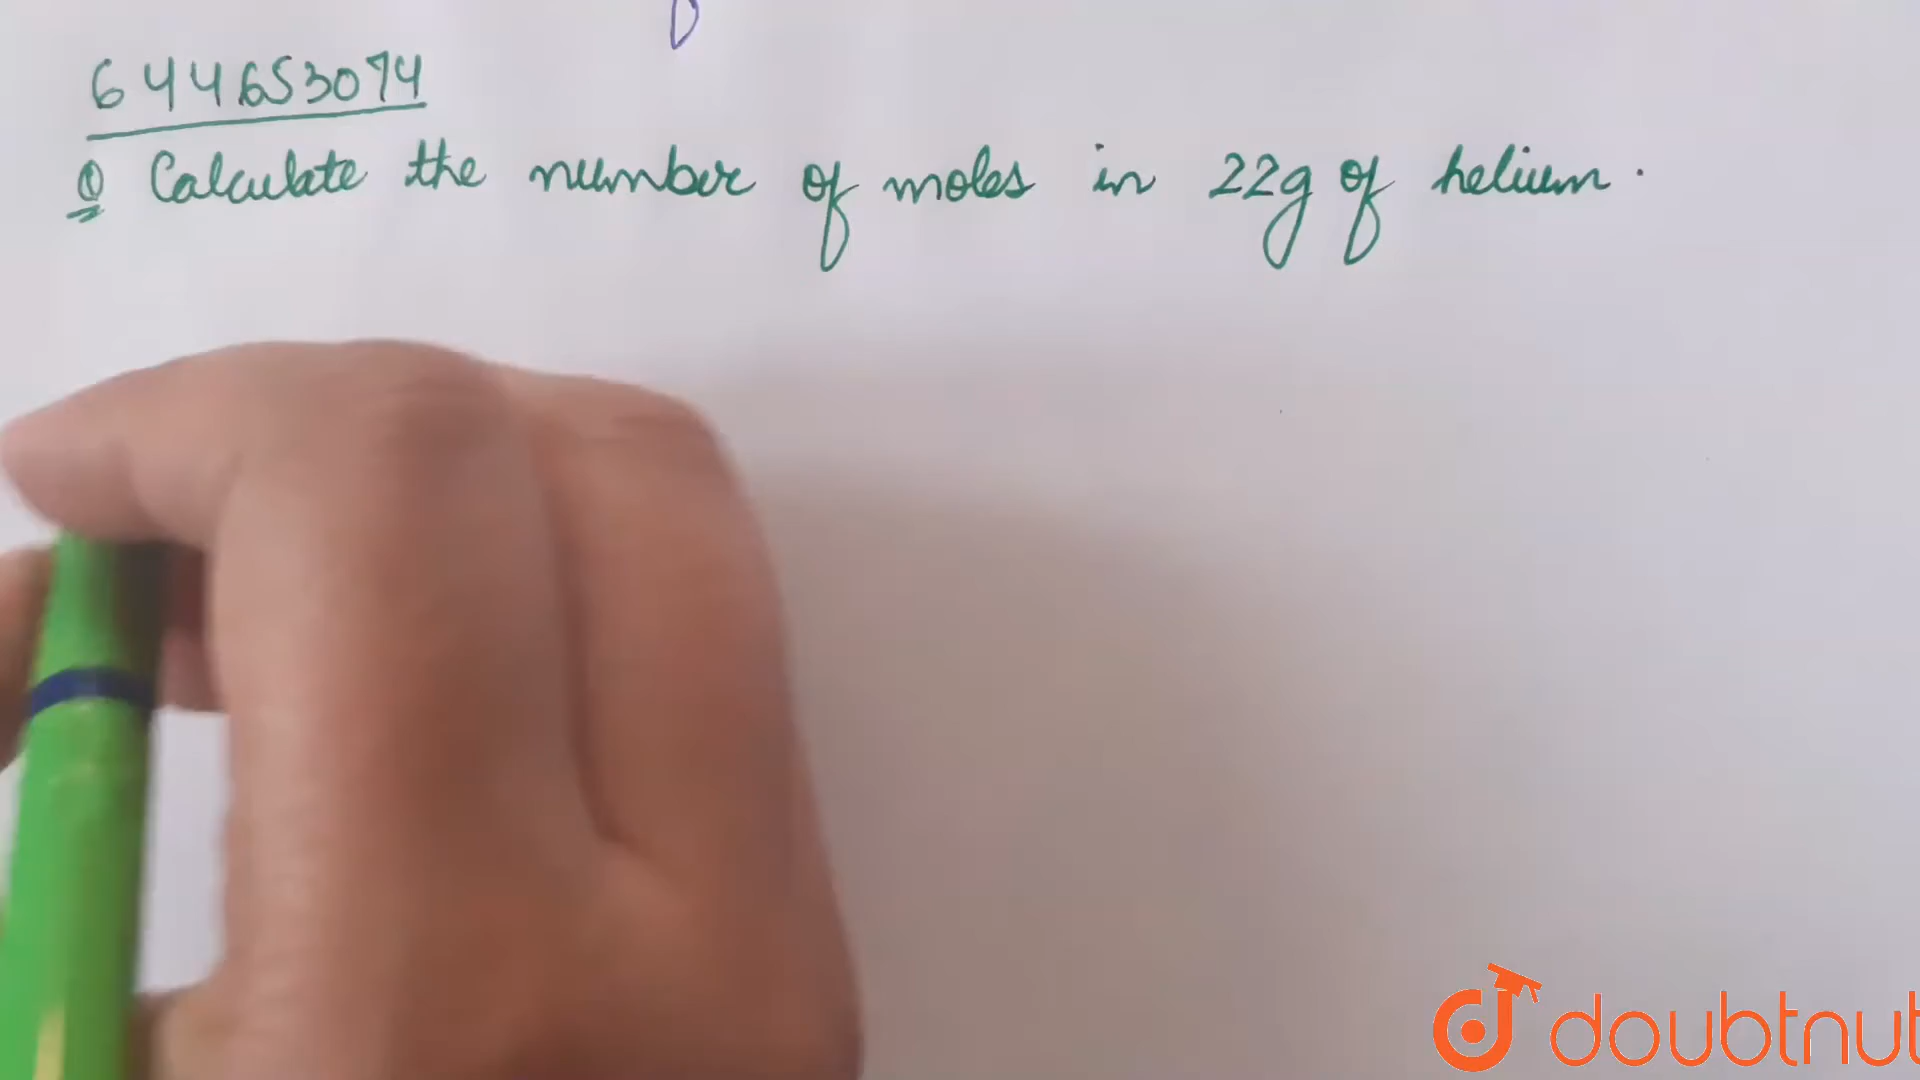 644653074
Q Calculate the number of moles in 22g of helium.
doubtnut